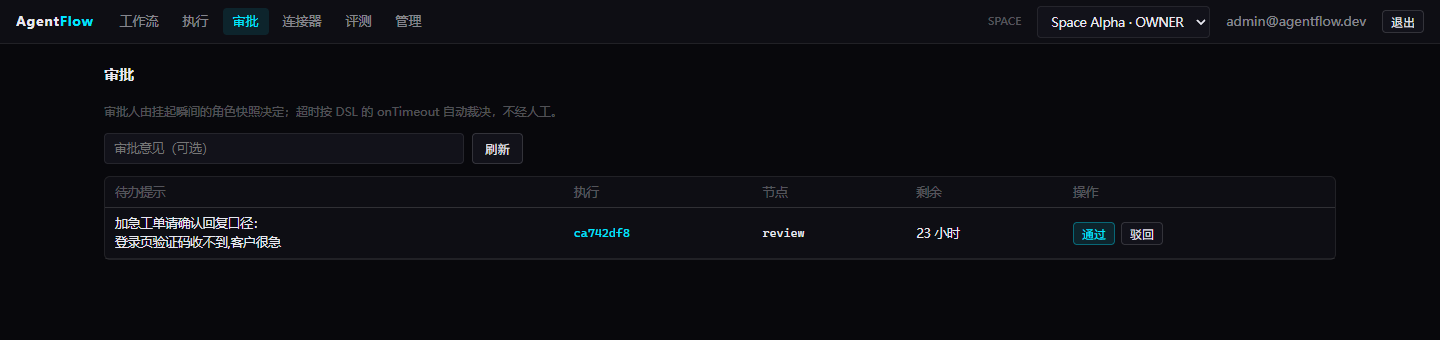 AgentFlow 工作流 执行 审批 连接器 评测 管理 SPACE Space Alpha · OWNER admin@agentflow.dev 退出
审批
审批人由挂起瞬间的角色快照决定；超时按 DSL 的 onTimeout 自动裁决，不经人工。
审批意见（可选） 刷新
待办提示 执行 节点 剩余 操作
加急工单请确认回复口径：
登录页验证码收不到,客户很急 ca742df8 review 23 小时 通过 驳回